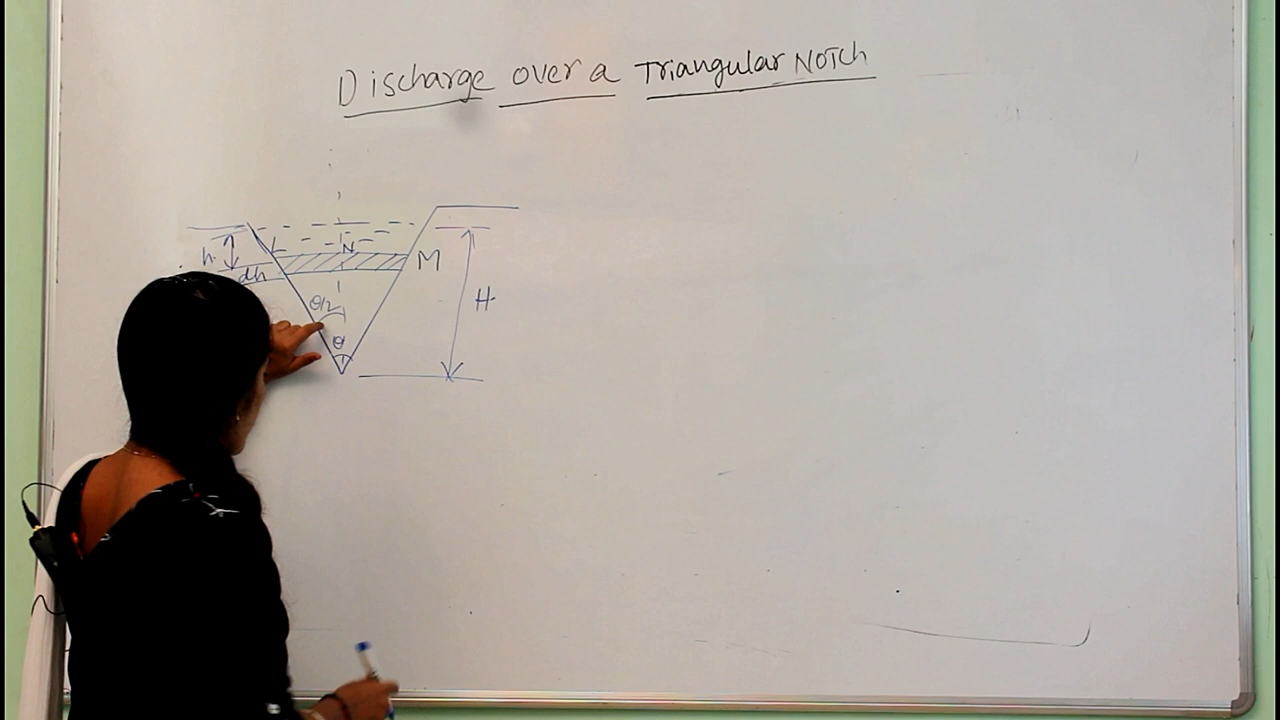 Discharge over a Triangular Notch
L N M
h
dh
θ/2
H
θ